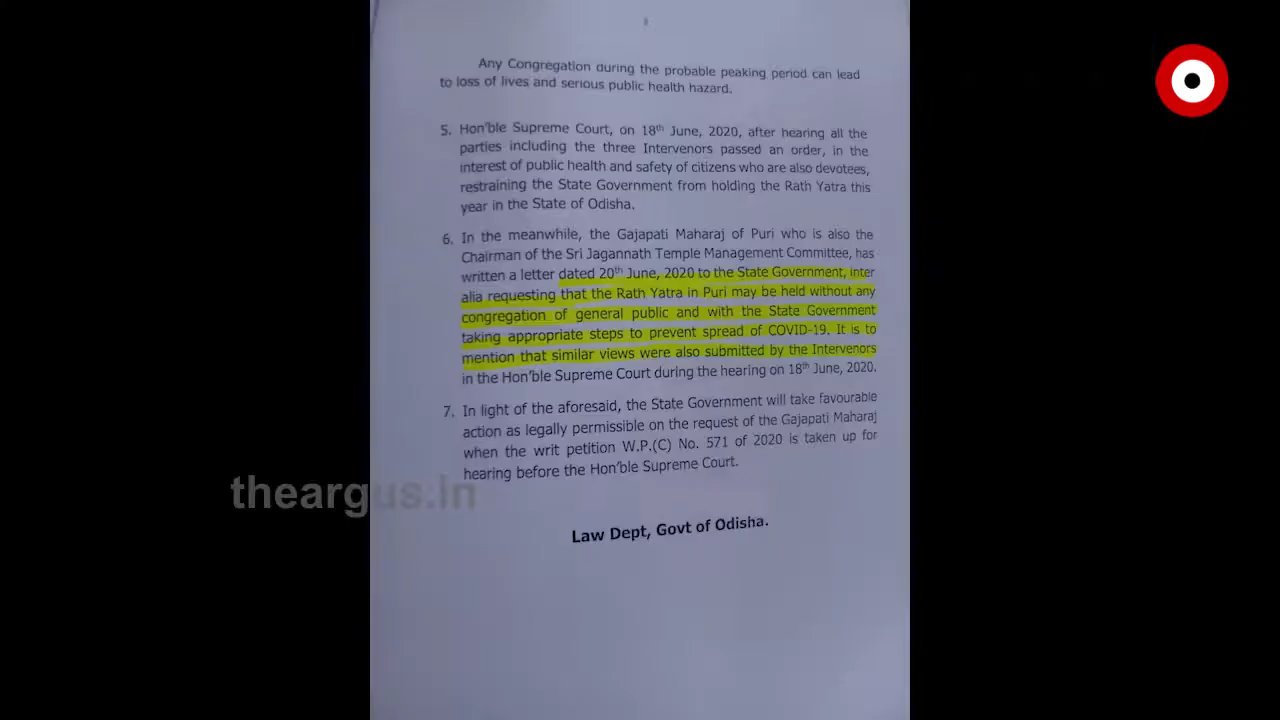 Any Congregation during the probable peaking period can lead
to loss of lives and serious public health hazard.
5. Hon'ble Supreme Court, on 18th June, 2020, after hearing all the
parties including the three Intervenors passed an order, in the
interest of public health and safety of citizens who are also devotees,
restraining the State Government from holding the Rath Yatra this
year in the State of Odisha.
6. In the meanwhile, the Gajapati Maharaj of Puri who is also the
Chairman of the Sri Jagannath Temple Management Committee, has
written a letter dated 20th June, 2020 to the State Government, inter
alia requesting that the Rath Yatra in Puri may be held without any
congregation of general public and with the State Government
taking appropriate steps to prevent spread of COVID-19. It is to
mention that similar views were also submitted by the Intervenors
in the Hon'ble Supreme Court during the hearing on 18th June, 2020.
7. In light of the aforesaid, the State Government will take favourable
action as legally permissible on the request of the Gajapati Maharaj
when the writ petition W.P.(C) No. 571 of 2020 is taken up for
hearing before the Hon'ble Supreme Court.
theargus.in
Law Dept, Govt of Odisha.